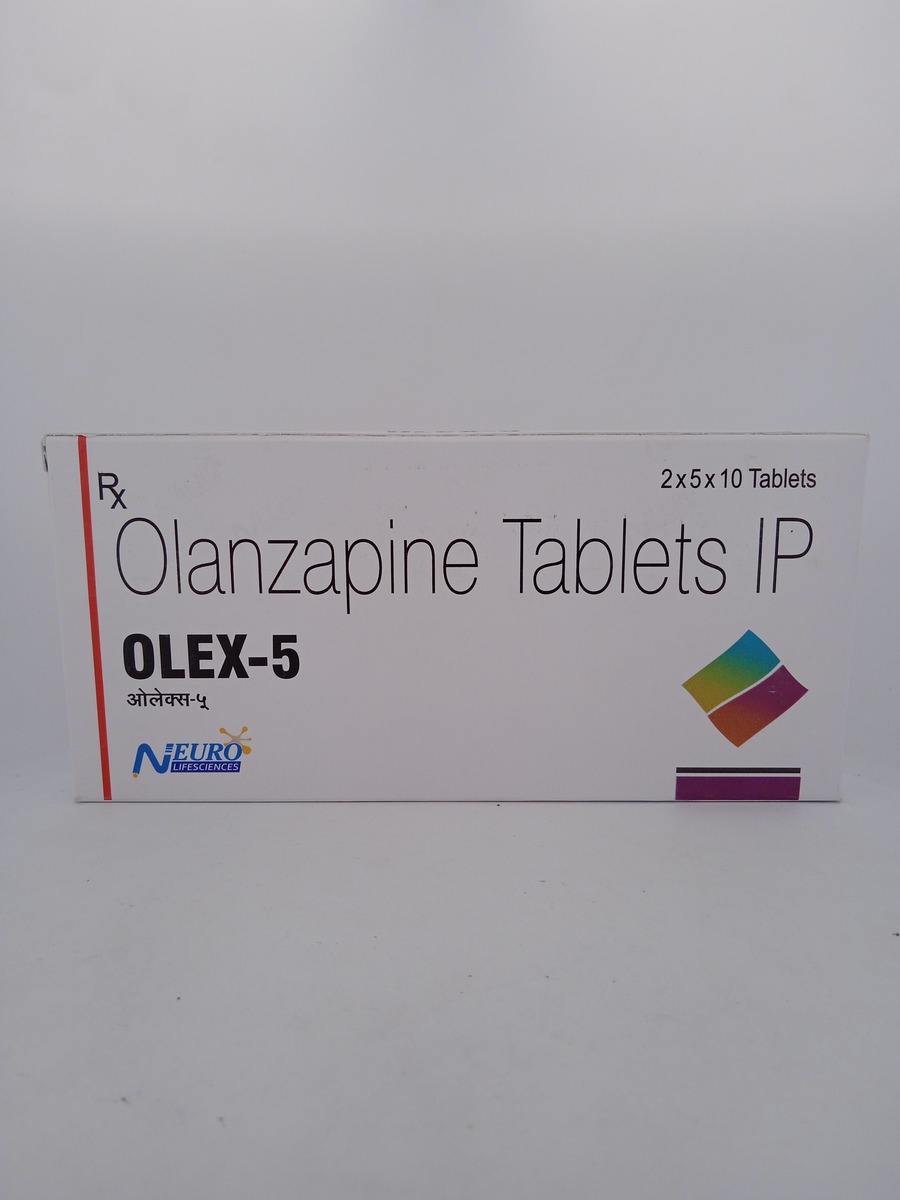 Rx
2x5x10 Tablets
Olanzapine Tablets IP
OLEX-5
ओलेक्स-५
NEURO
LIFESCIENCES